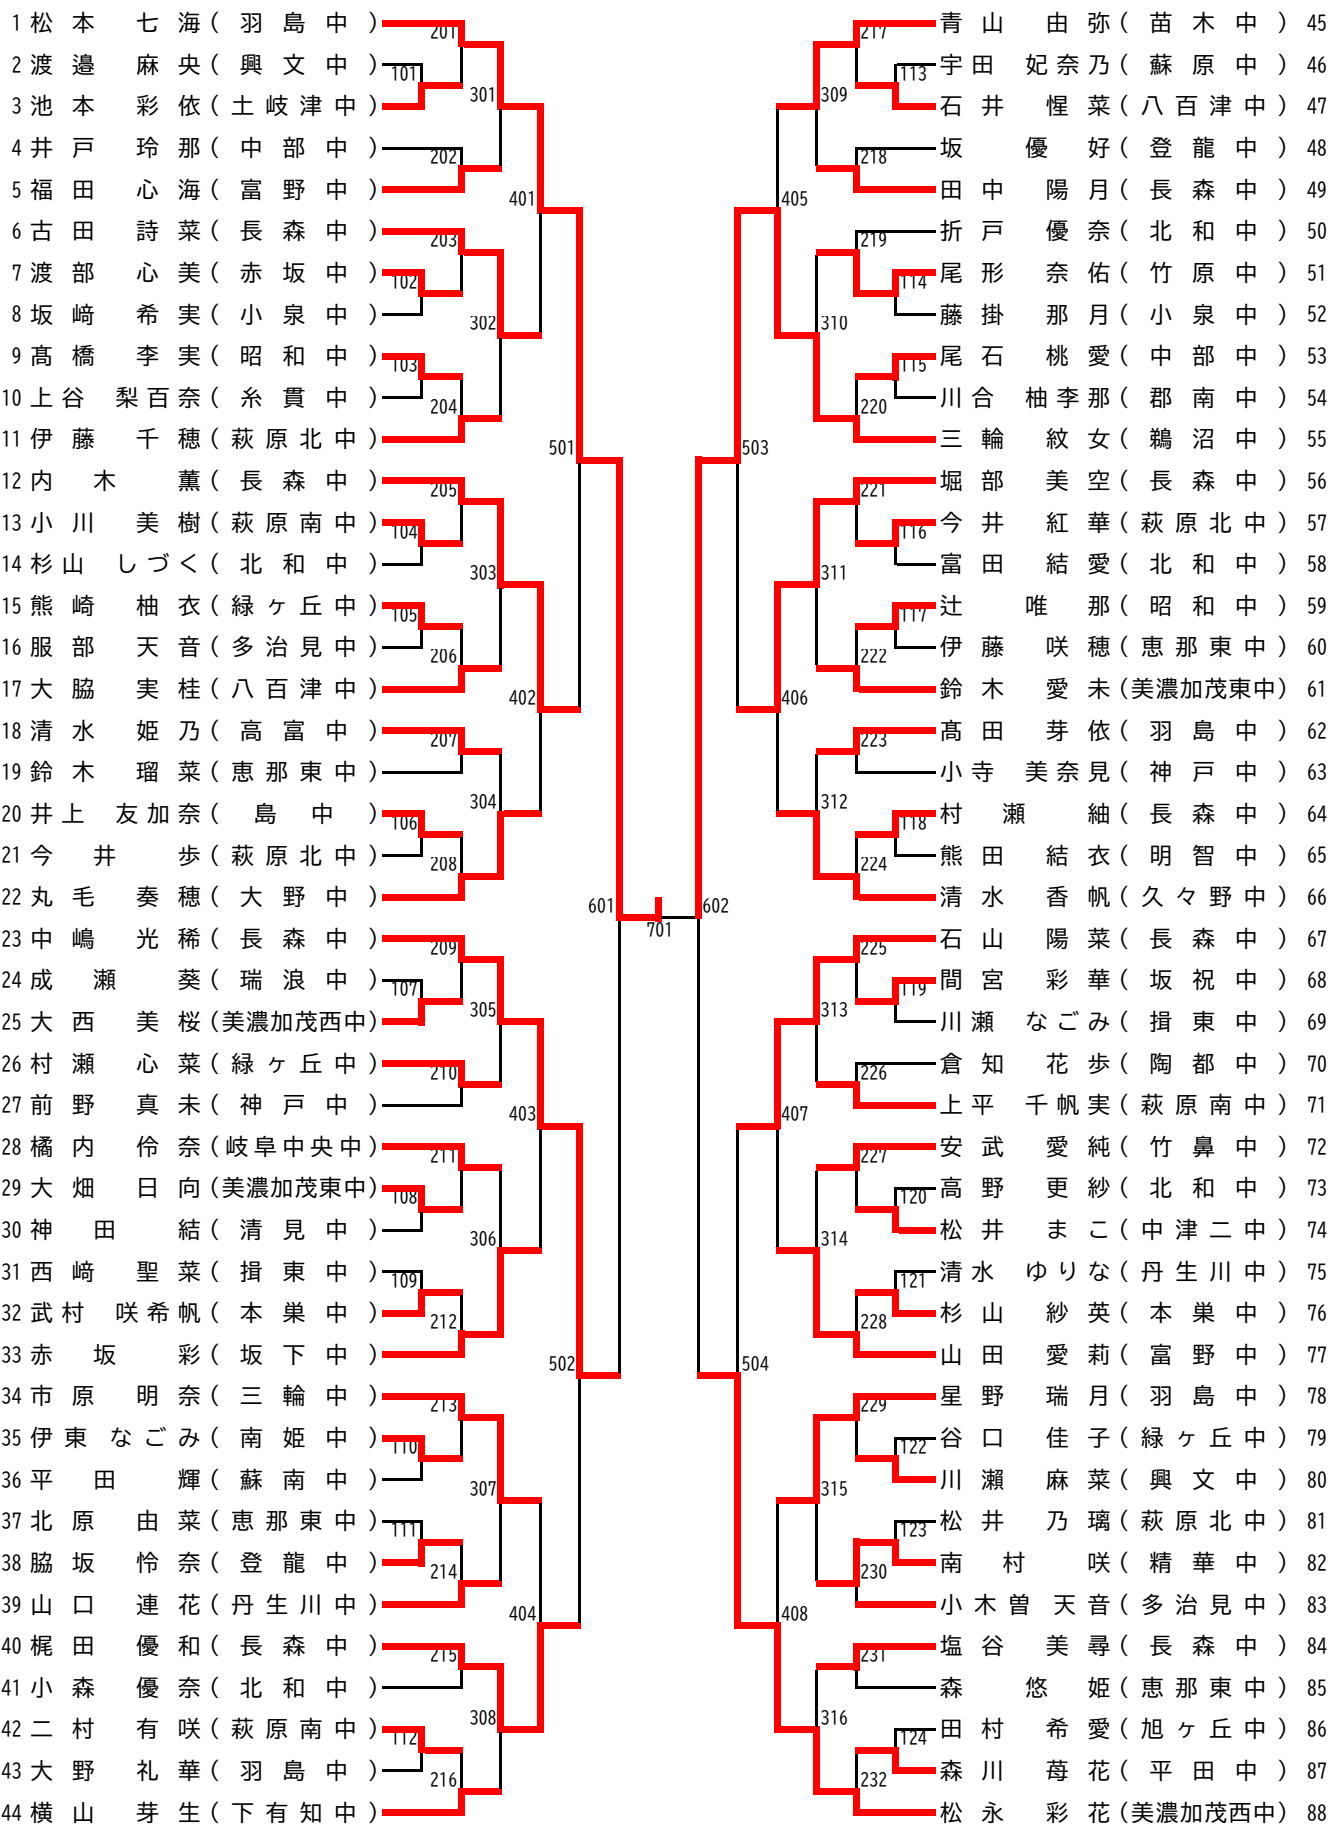 1 松本 七海 ( 羽島中 )
2 渡邉 麻央 ( 興文中 )
3 池本 彩依 ( 土岐津中 )
4 井戸 玲那 ( 中部中 )
5 福田 心海 ( 富野中 )
6 古田 詩菜 ( 長森中 )
7 渡部 心美 ( 赤坂中 )
8 坂﨑 希実 ( 小泉中 )
9 髙橋 李実 ( 昭和中 )
10 上谷 梨百奈 ( 糸貫中 )
11 伊藤 千穂 ( 萩原北中 )
12 内木 薫 ( 長森中 )
13 小川 美樹 ( 萩原南中 )
14 杉山 しづく ( 北和中 )
15 熊崎 柚衣 ( 緑ヶ丘中 )
16 服部 天音 ( 多治見中 )
17 大脇 実桂 ( 八百津中 )
18 清水 姫乃 ( 高富中 )
19 鈴木 瑠菜 ( 恵那東中 )
20 井上 友加奈 ( 島中 )
21 今井 歩 ( 萩原北中 )
22 丸毛 奏穂 ( 大野中 )
23 中嶋 光稀 ( 長森中 )
24 成瀬 葵 ( 瑞浪中 )
25 大西 美桜 (美濃加茂西中)
26 村瀬 心菜 ( 緑ヶ丘中 )
27 前野 真未 ( 神戸中 )
28 橘内 伶奈 ( 岐阜中央中 )
29 大畑 日向 (美濃加茂東中)
30 神田 結 ( 清見中 )
31 西﨑 聖菜 ( 揖東中 )
32 武村 咲希帆 ( 本巣中 )
33 赤坂 彩 ( 坂下中 )
34 市原 明奈 ( 三輪中 )
35 伊東 なごみ ( 南姫中 )
36 平田 輝 ( 蘇南中 )
37 北原 由菜 ( 恵那東中 )
38 脇坂 怜奈 ( 登龍中 )
39 山口 連花 ( 丹生川中 )
40 梶田 優和 ( 長森中 )
41 小森 優奈 ( 北和中 )
42 二村 有咲 ( 萩原南中 )
43 大野 礼華 ( 羽島中 )
44 横山 芽生 ( 下有知中 )
101
102
103
104
105
106
107
108
109
110
111
112
201
202
203
204
205
206
207
208
209
210
211
212
213
214
215
216
301
302
303
304
305
306
307
308
401
402
403
404
501
502
601
701
602
503
504
405
406
407
408
309
310
311
312
313
314
315
316
217
218
219
220
221
222
223
224
225
226
227
228
229
230
231
232
113
114
115
116
117
118
119
120
121
122
123
124
青山 由弥 ( 苗木中 ) 45
宇田 妃奈乃 ( 蘇原中 ) 46
石井 惺菜 ( 八百津中 ) 47
坂 優好 ( 登龍中 ) 48
田中 陽月 ( 長森中 ) 49
折戸 優奈 ( 北和中 ) 50
尾形 奈佑 ( 竹原中 ) 51
藤掛 那月 ( 小泉中 ) 52
尾石 桃愛 ( 中部中 ) 53
川合 柚李那 ( 郡南中 ) 54
三輪 紋女 ( 鵜沼中 ) 55
堀部 美空 ( 長森中 ) 56
今井 紅華 ( 萩原北中 ) 57
富田 結愛 ( 北和中 ) 58
辻 唯那 ( 昭和中 ) 59
伊藤 咲穂 ( 恵那東中 ) 60
鈴木 愛未 (美濃加茂東中) 61
髙田 芽依 ( 羽島中 ) 62
小寺 美奈見 ( 神戸中 ) 63
村瀬 紬 ( 長森中 ) 64
熊田 結衣 ( 明智中 ) 65
清水 香帆 ( 久々野中 ) 66
石山 陽菜 ( 長森中 ) 67
間宮 彩華 ( 坂祝中 ) 68
川瀬 なごみ ( 揖東中 ) 69
倉知 花歩 ( 陶都中 ) 70
上平 千帆実 ( 萩原南中 ) 71
安武 愛純 ( 竹鼻中 ) 72
高野 更紗 ( 北和中 ) 73
松井 まこ ( 中津二中 ) 74
清水 ゆりな ( 丹生川中 ) 75
杉山 紗英 ( 本巣中 ) 76
山田 愛莉 ( 富野中 ) 77
星野 瑞月 ( 羽島中 ) 78
谷口 佳子 ( 緑ヶ丘中 ) 79
川瀬 麻菜 ( 興文中 ) 80
松井 乃璃 ( 萩原北中 ) 81
南村 咲 ( 精華中 ) 82
小木曽 天音 ( 多治見中 ) 83
塩谷 美尋 ( 長森中 ) 84
森 悠姫 ( 恵那東中 ) 85
田村 希愛 ( 旭ヶ丘中 ) 86
森川 苺花 ( 平田中 ) 87
松永 彩花 (美濃加茂西中) 88